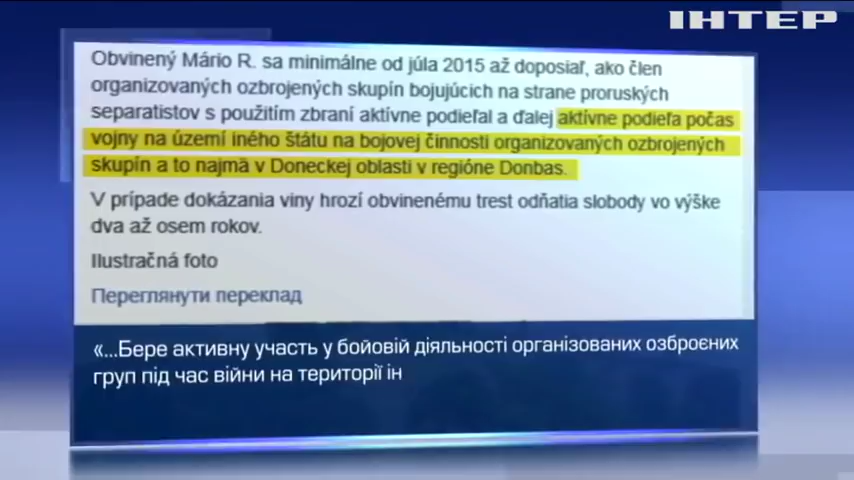 ІНТЕР
Obvinený Mário R. sa minimálne od júla 2015 až doposiaľ, ako člen
organizovaných ozbrojených skupín bojujúcich na strane proruských
separatistov s použitím zbraní aktívne podieľal a ďalej aktívne podieľa počas
vojny na území iného štátu na bojovej činnosti organizovaných ozbrojených
skupín a to najmä v Doneckej oblasti v regióne Donbas.
V prípade dokázania viny hrozí obvinenému trest odňatia slobody vo výške
dva až osem rokov.
Ilustračná foto
Переглянути переклад
«...Бере активну участь у бойовій діяльності організованих озброєних
груп під час війни на території ін